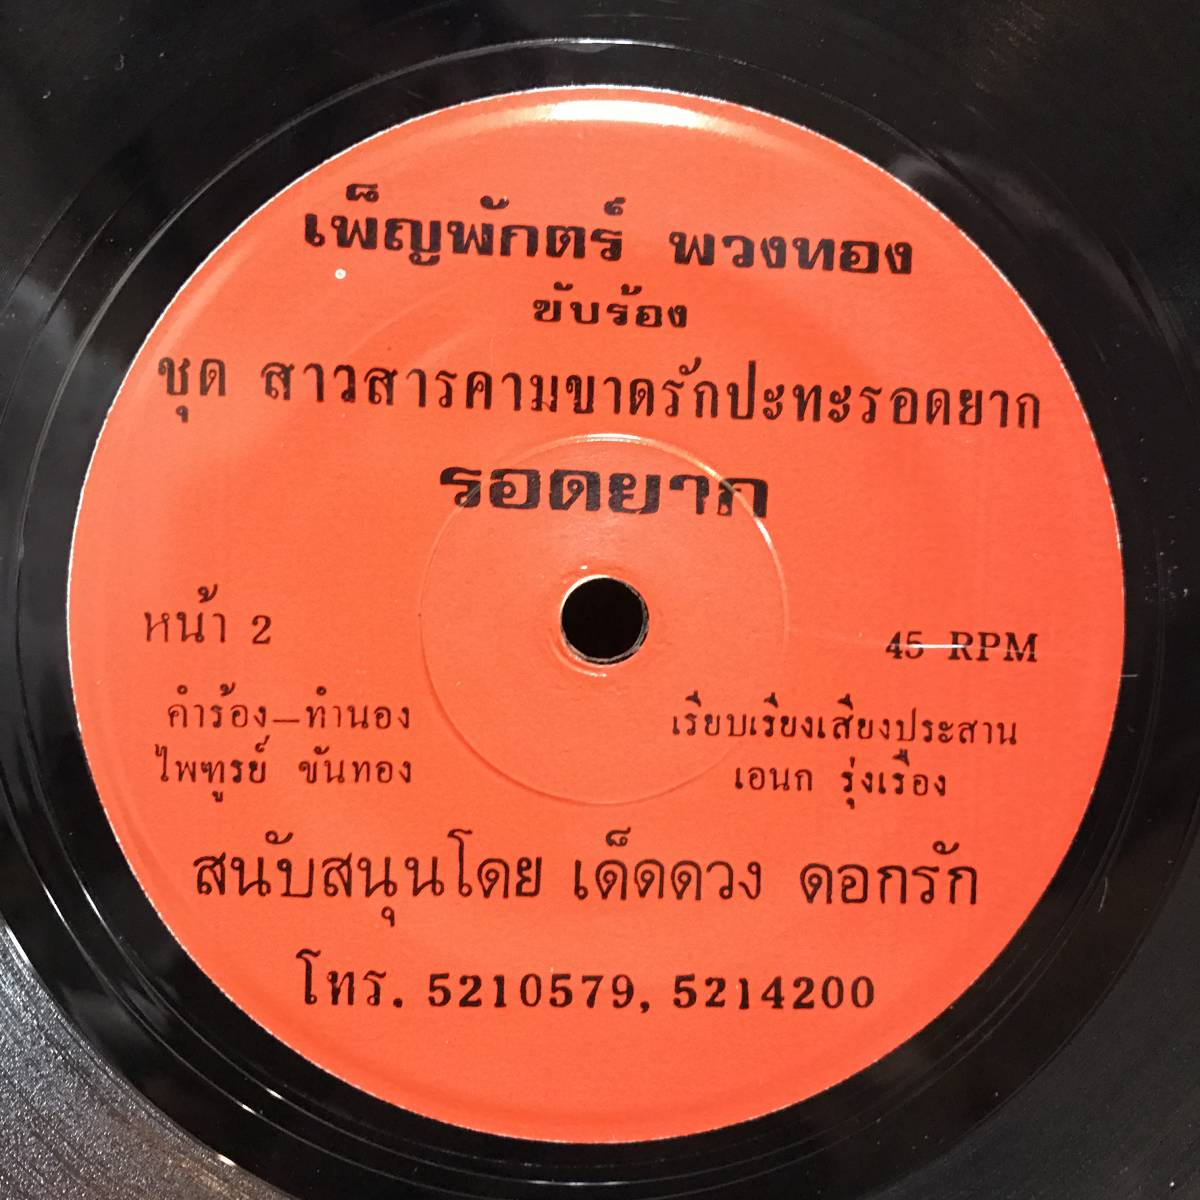 เพ็ญพักตร์ พวงทอง
ขับร้อง
ชุด สาวสารคามขาดรักปะทะรอดยาก
รอดยาก
หน้า 2
45 RPM
คำร้อง–ทำนอง
ไพฑูรย์ ขันทอง
เรียบเรียงเสียงประสาน
เอนก รุ่งเรือง
สนับสนุนโดย เด็ดดวง ดอกรัก
โทร. 5210579, 5214200